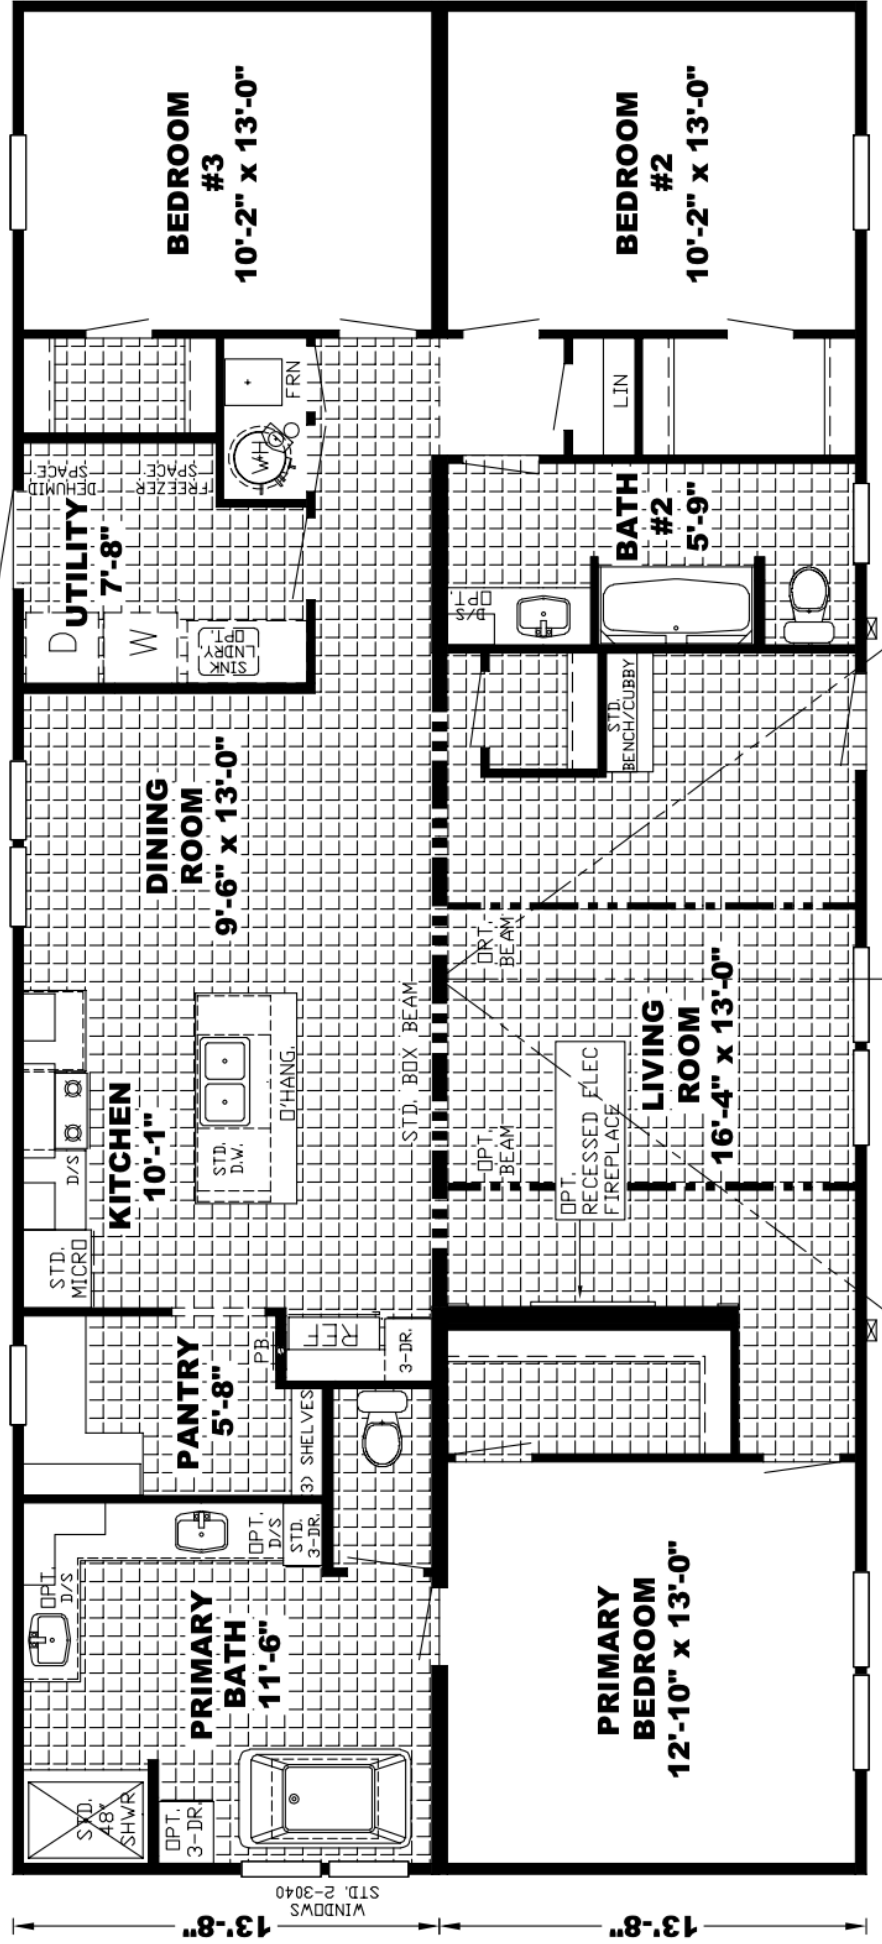 BEDROOM
#3
10'-2" x 13'-0"
BEDROOM
#2
10'-2" x 13'-0"
FRN
WH
LIN
DEHUMID
SPACE
FREEZER
SPACE
UTILITY
7'-8"
D
W
SINK
LNDRY
OPT.
BATH
#2
5'-9"
OPT.
D/S
STD.
BENCH/CUBBY
DINING
ROOM
9'-6" x 13'-0"
OPT.
BEAM
STD. BOX BEAM
LIVING
ROOM
16'-4" x 13'-0"
KITCHEN
10'-1"
D/S
STD.
D.W.
O'HANG.
OPT.
BEAM
OPT.
RECESSED ELEC
FIREPLACE
STD.
MICRO
PANTRY
5'-8"
P.B.
REF
3-DR.
(3) SHELVES
OPT.
D/S
OPT.
D/S
STD.
3-DR.
PRIMARY
BATH
11'-6"
PRIMARY
BEDROOM
12'-10" x 13'-0"
STD.
48"
SHWR
OPT.
3-DR.
WINDOWS
STD. 2-3040
13'-8"
13'-8"